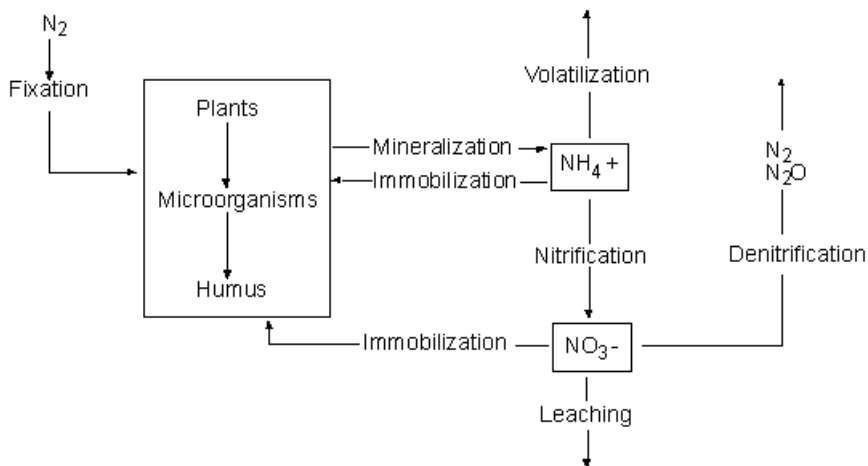 N2
Fixation
Plants
Microorganisms
Humus
Mineralization
Immobilization
Immobilization
Volatilization
NH4 +
Nitrification
NO3-
Leaching
N2
N2O
Denitrification